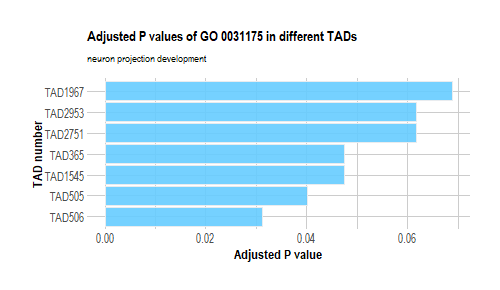 Adjusted P values of GO 0031175 in different TADs
neuron projection development
TAD1967
TAD2953
TAD2751
TAD365
TAD1545
TAD505
TAD506
TAD number
0.00 0.02 0.04 0.06
Adjusted P value